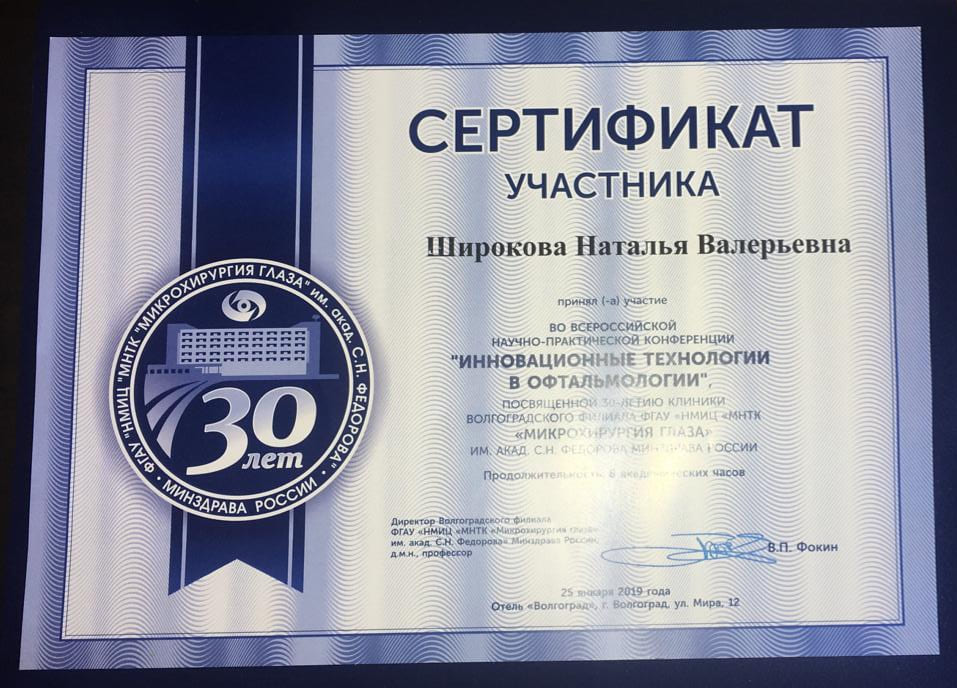 СЕРТИФИКАТ
УЧАСТНИКА
Широкова Наталья Валерьевна
принял (-а) участие
ВО ВСЕРОССИЙСКОЙ
НАУЧНО-ПРАКТИЧЕСКОЙ КОНФЕРЕНЦИИ
"ИННОВАЦИОННЫЕ ТЕХНОЛОГИИ
В ОФТАЛЬМОЛОГИИ",
ПОСВЯЩЕННОЙ 30-ЛЕТИЮ КЛИНИКИ
ВОЛГОГРАДСКОГО ФИЛИАЛА ФГАУ «НМИЦ «МНТК
«МИКРОХИРУРГИЯ ГЛАЗА»
ИМ. АКАД. С.Н. ФЕДОРОВА МИНЗДРАВА РОССИИ
Продолжительность 8 академических часов
ФГАУ "НМИЦ "МНТК "МИКРОХИРУРГИЯ ГЛАЗА" им. акад. С.Н. ФЕДОРОВА"
30
лет
• МИНЗДРАВА РОССИИ •
Директор Волгоградского филиала
ФГАУ «НМИЦ «МНТК «Микрохирургия глаза»
им. акад. С.Н. Федорова» Минздрава России,
д.м.н., профессор
В.П. Фокин
25 января 2019 года
Отель «Волгоград», г. Волгоград, ул. Мира, 12